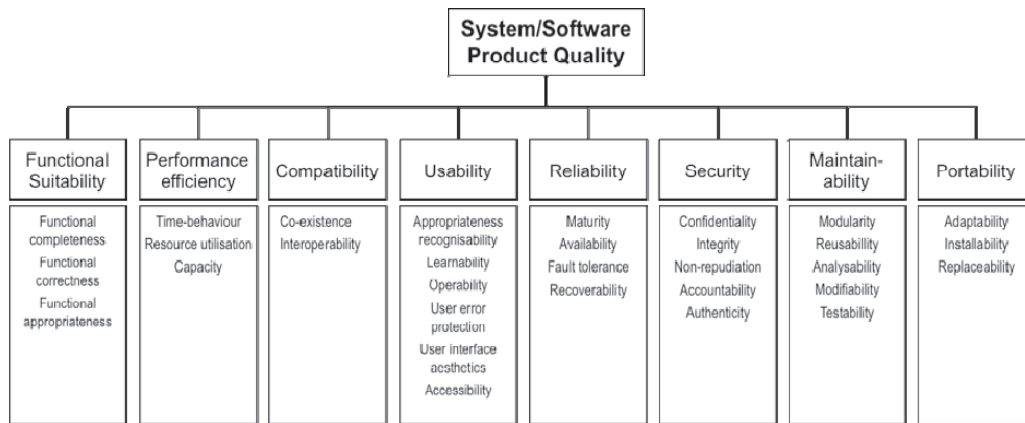 System/Software
Product Quality
Functional
Suitability
Performance
efficiency
Compatibility
Usability
Reliability
Security
Maintain-
ability
Portability
Functional
completeness
Functional
correctness
Functional
appropriateness
Time-behaviour
Resource utilisation
Capacity
Co-existence
Interoperability
Appropriateness
recognisability
Learnability
Operability
User error
protection
User interface
aesthetics
Accessibility
Maturity
Availability
Fault tolerance
Recoverability
Confidentiality
Integrity
Non-repudiation
Accountability
Authenticity
Modularity
Reusabillity
Analysability
Modifiability
Testability
Adaptability
Installability
Replaceability